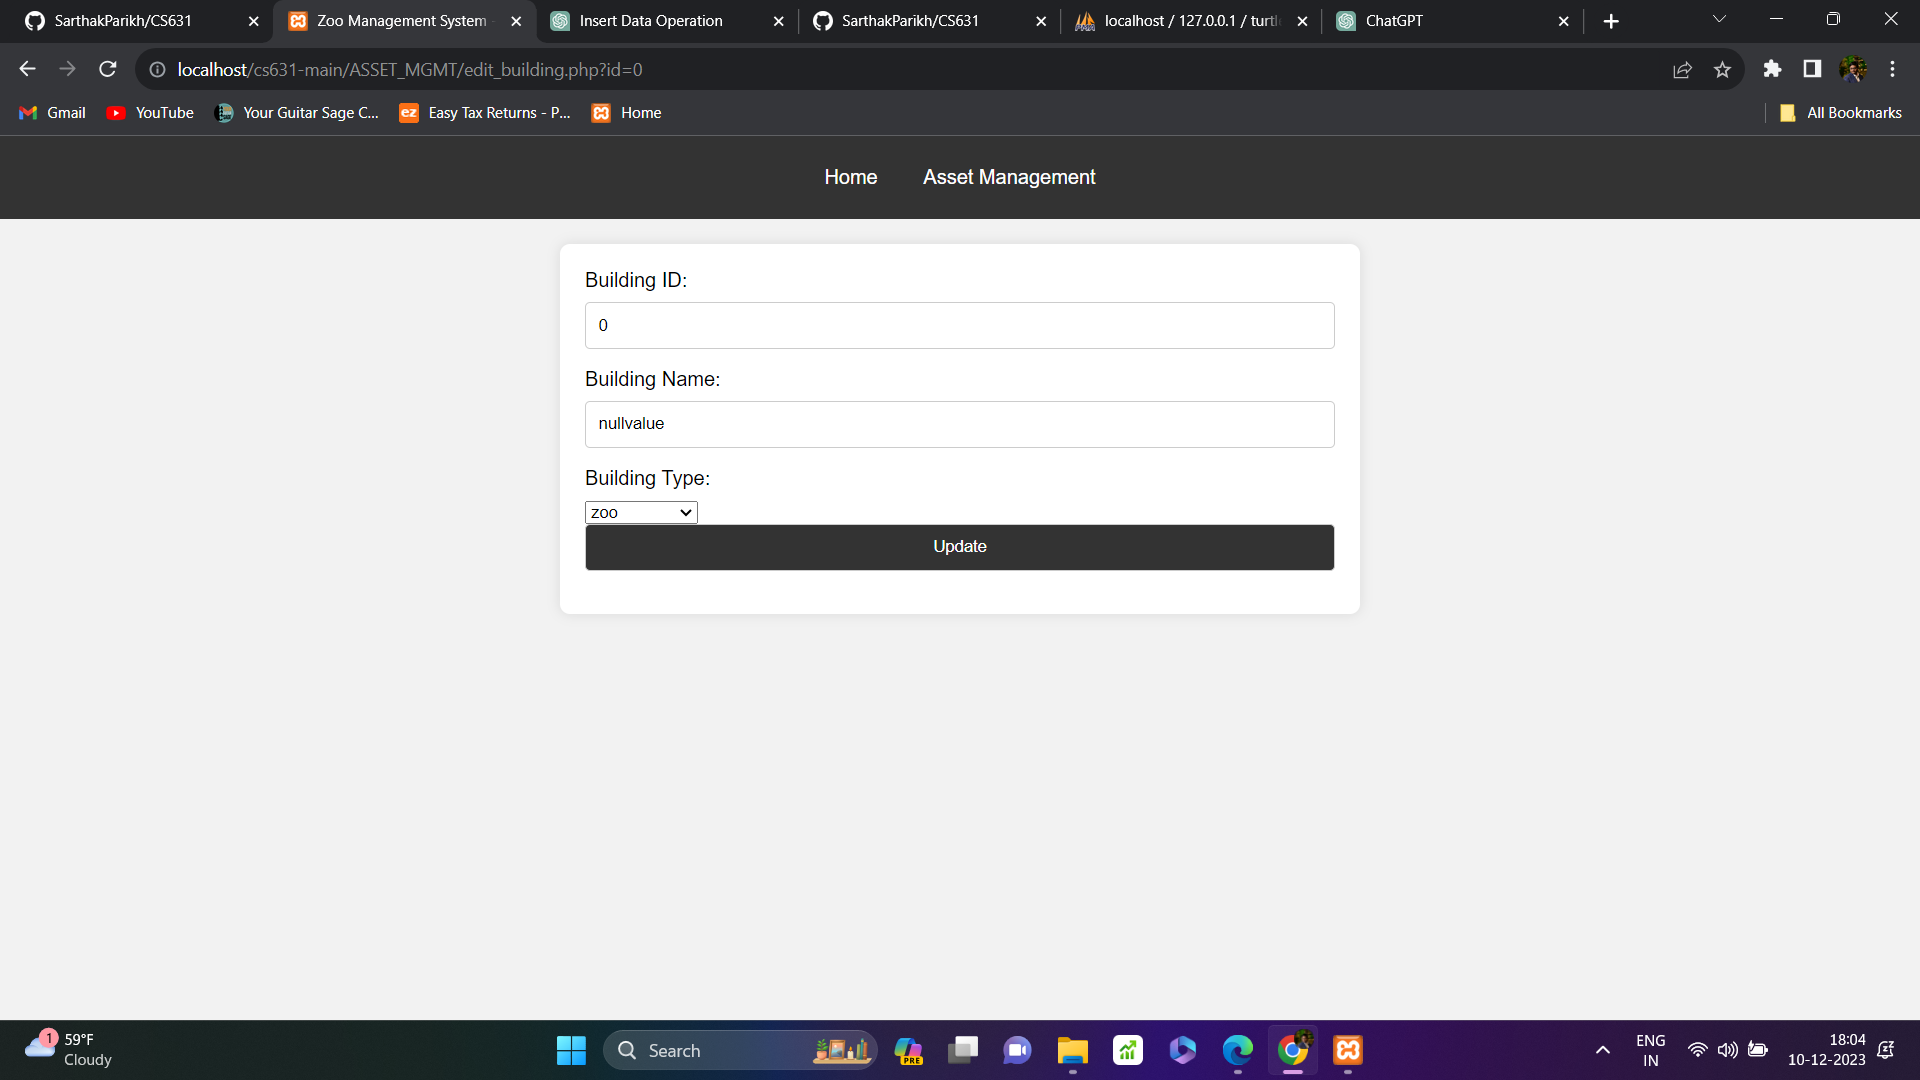 SarthakParikh/CS631
Zoo Management System
Insert Data Operation
SarthakParikh/CS631
localhost / 127.0.0.1 / turtl
ChatGPT
localhost/cs631-main/ASSET_MGMT/edit_building.php?id=0
Gmail
YouTube
Your Guitar Sage C...
ez
Easy Tax Returns - P...
Home
All Bookmarks
Home
Asset Management
Building ID:
0
Building Name:
nullvalue
Building Type:
zoo
Update
1
59°F
Cloudy
Search
PRE
ENG
IN
18:04
10-12-2023